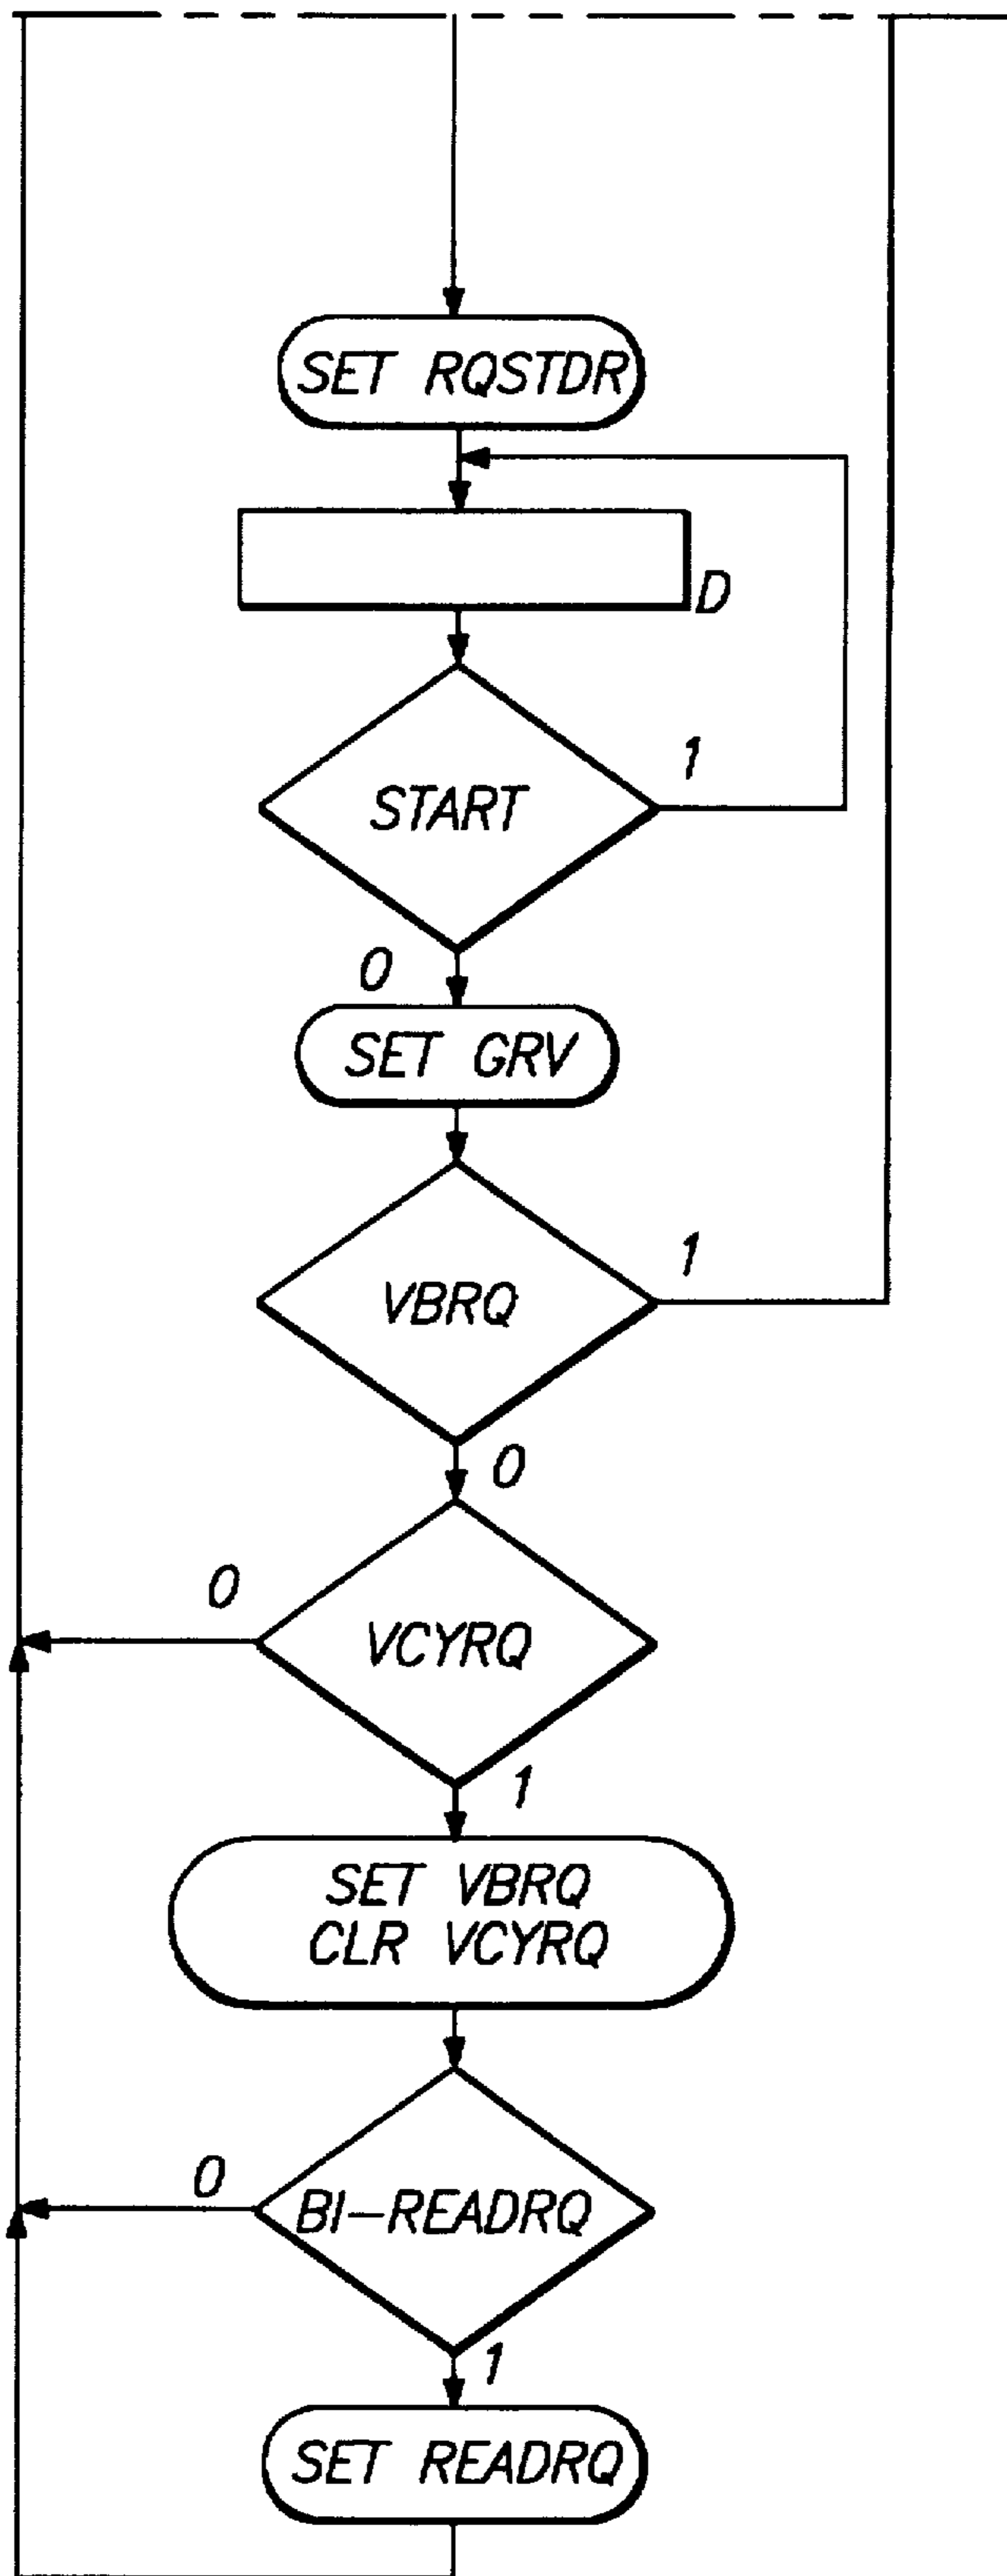 SET RQSTDR
D
START
1
0
SET GRV
VBRQ
1
0
0
VCYRQ
1
SET VBRQ
CLR VCYRQ
0
BI-READRQ
1
SET READRQ